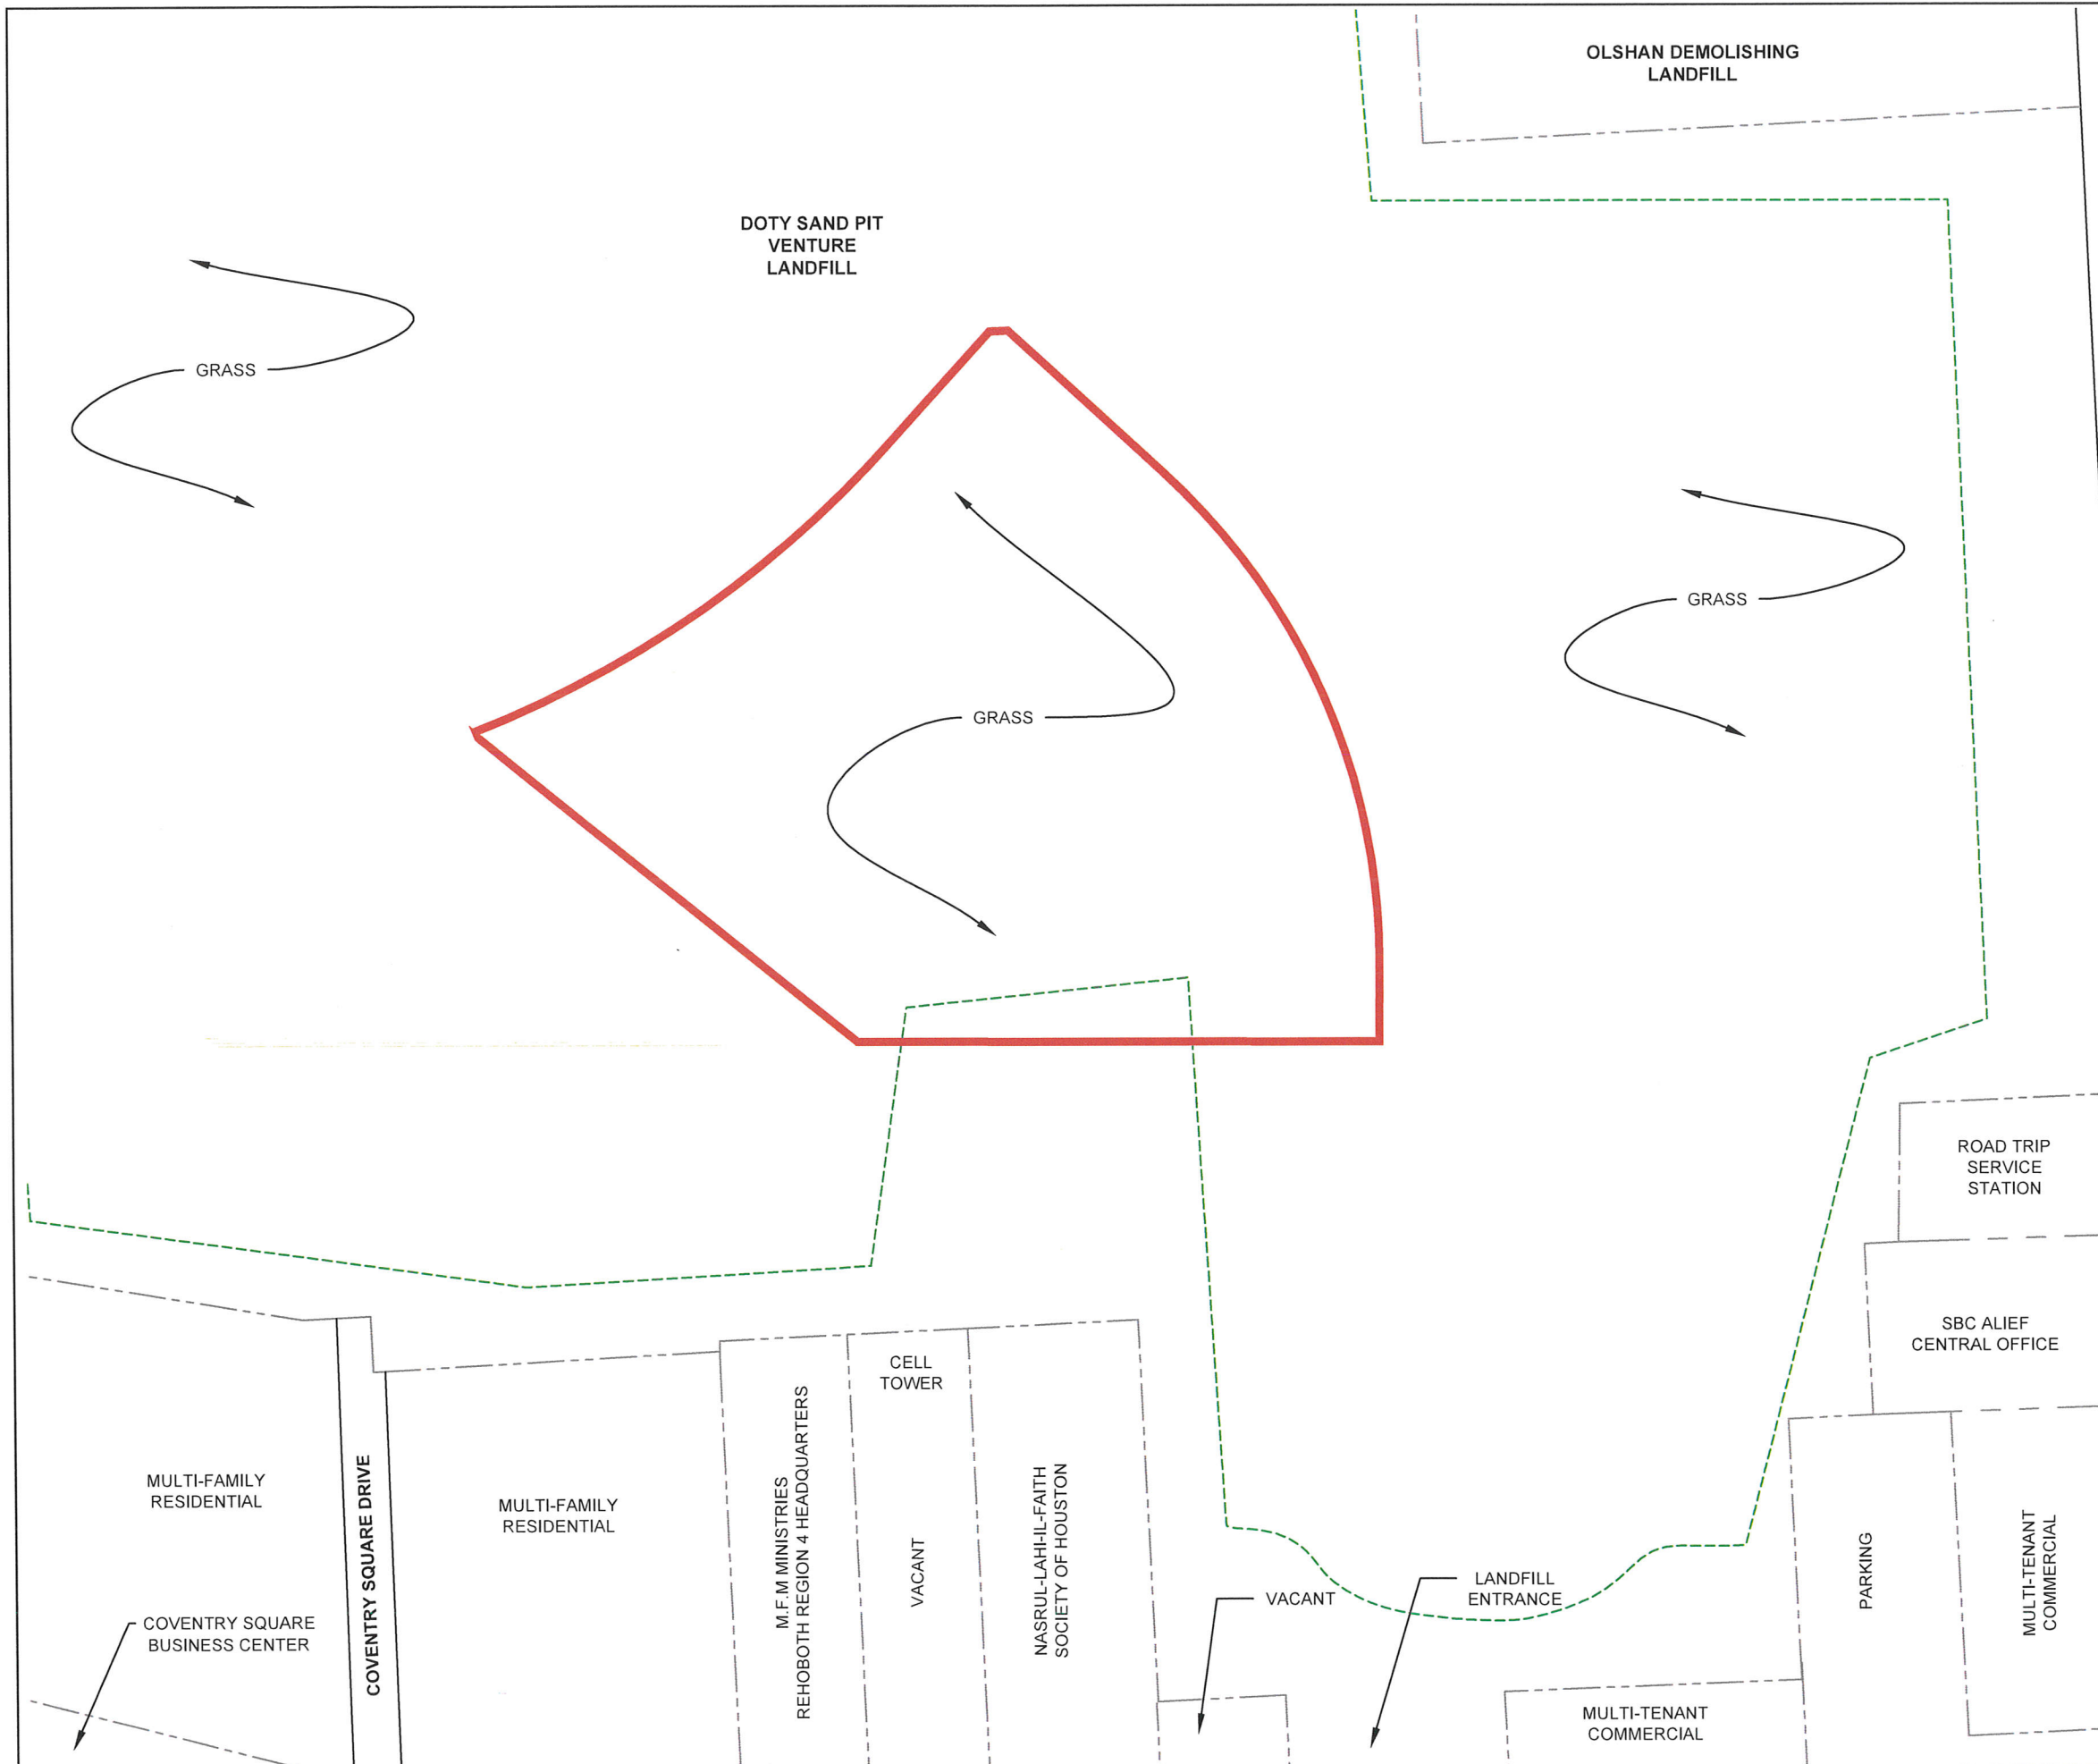 OLSHAN DEMOLISHING
LANDFILL
DOTY SAND PIT
VENTURE
LANDFILL
GRASS
GRASS
GRASS
ROAD TRIP
SERVICE
STATION
SBC ALIEF
CENTRAL OFFICE
CELL
TOWER
MULTI-FAMILY
RESIDENTIAL
COVENTRY SQUARE DRIVE
MULTI-FAMILY
RESIDENTIAL
M.F.M MINISTRIES
REHOBOTH REGION 4 HEADQUARTERS
VACANT
NASRUL-LAHI-IL-FAITH
SOCIETY OF HOUSTON
VACANT
LANDFILL
ENTRANCE
PARKING
MULTI-TENANT
COMMERCIAL
COVENTRY SQUARE
BUSINESS CENTER
MULTI-TENANT
COMMERCIAL